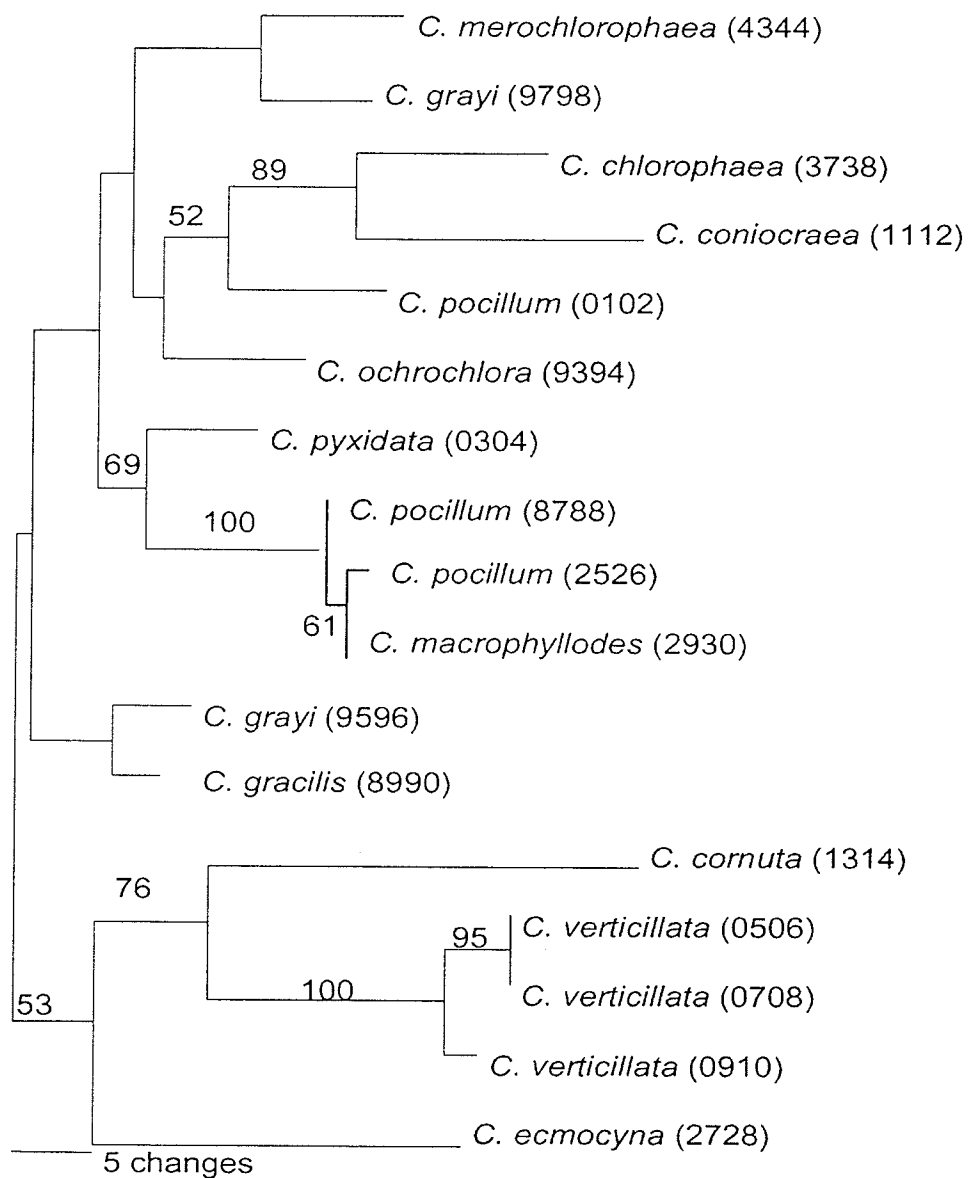 C. merochlorophaea (4344)
C. grayi (9798)
89
C. chlorophaea (3738)
52
C. coniocraea (1112)
C. pocillum (0102)
C. ochrochlora (9394)
C. pyxidata (0304)
69
100
C. pocillum (8788)
C. pocillum (2526)
61
C. macrophyllodes (2930)
C. grayi (9596)
C. gracilis (8990)
C. cornuta (1314)
76
C. verticillata (0506)
95
100
C. verticillata (0708)
53
C. verticillata (0910)
C. ecmocyna (2728)
5 changes